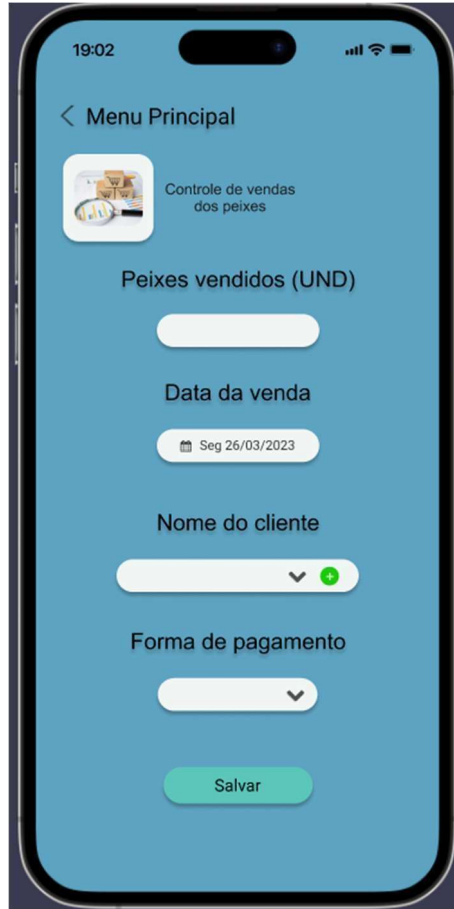 19:02
Menu Principal
Controle de vendas
dos peixes
Peixes vendidos (UND)
Data da venda
Seg 26/03/2023
Nome do cliente
Forma de pagamento
Salvar